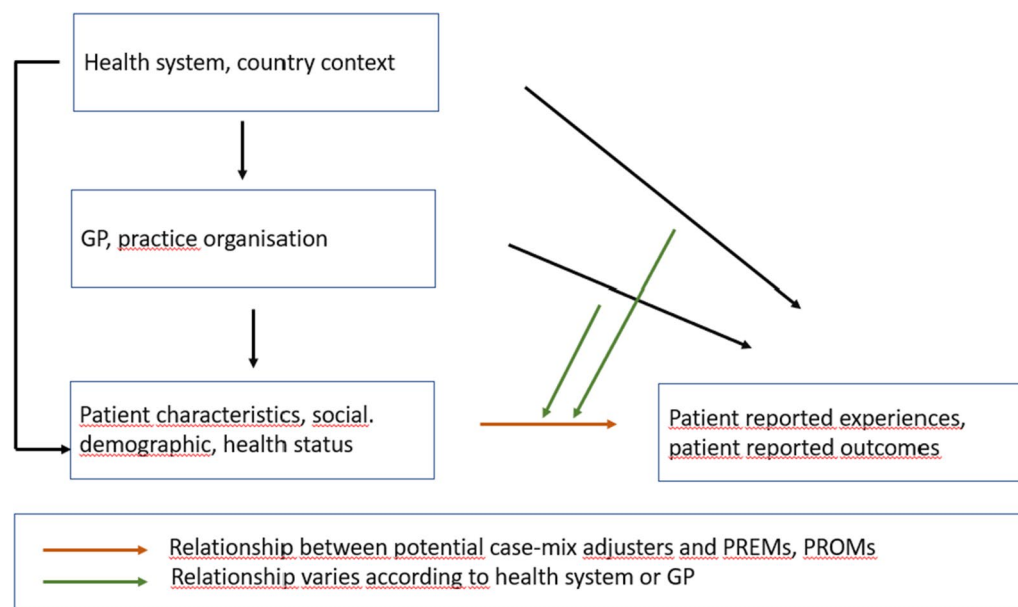 Health system, country context
GP, practice organisation
Patient characteristics, social.
demographic, health status
Patient reported experiences,
patient reported outcomes
Relationship between potential case-mix adjusters and PREMs, PROMs
Relationship varies according to health system or GP